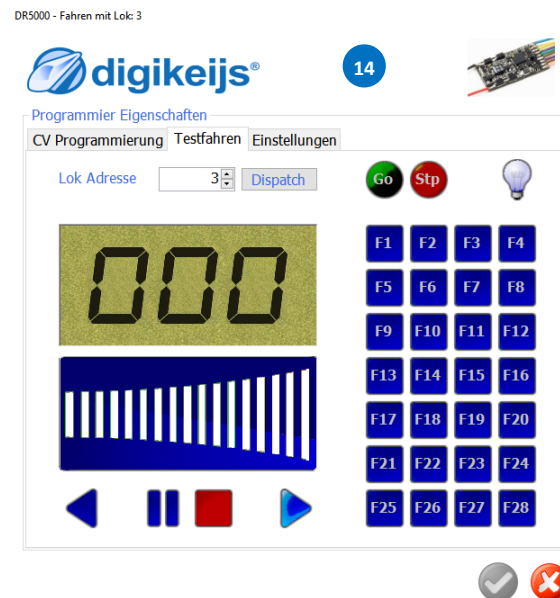 DR5000 - Fahren mit Lok: 3
digikeijs®
14
Programmier Eigenschaften
CV Programmierung Testfahren Einstellungen
Lok Adresse 3 Dispatch
Go Stp
000
F1 F2 F3 F4
F5 F6 F7 F8
F9 F10 F11 F12
F13 F14 F15 F16
F17 F18 F19 F20
F21 F22 F23 F24
F25 F26 F27 F28